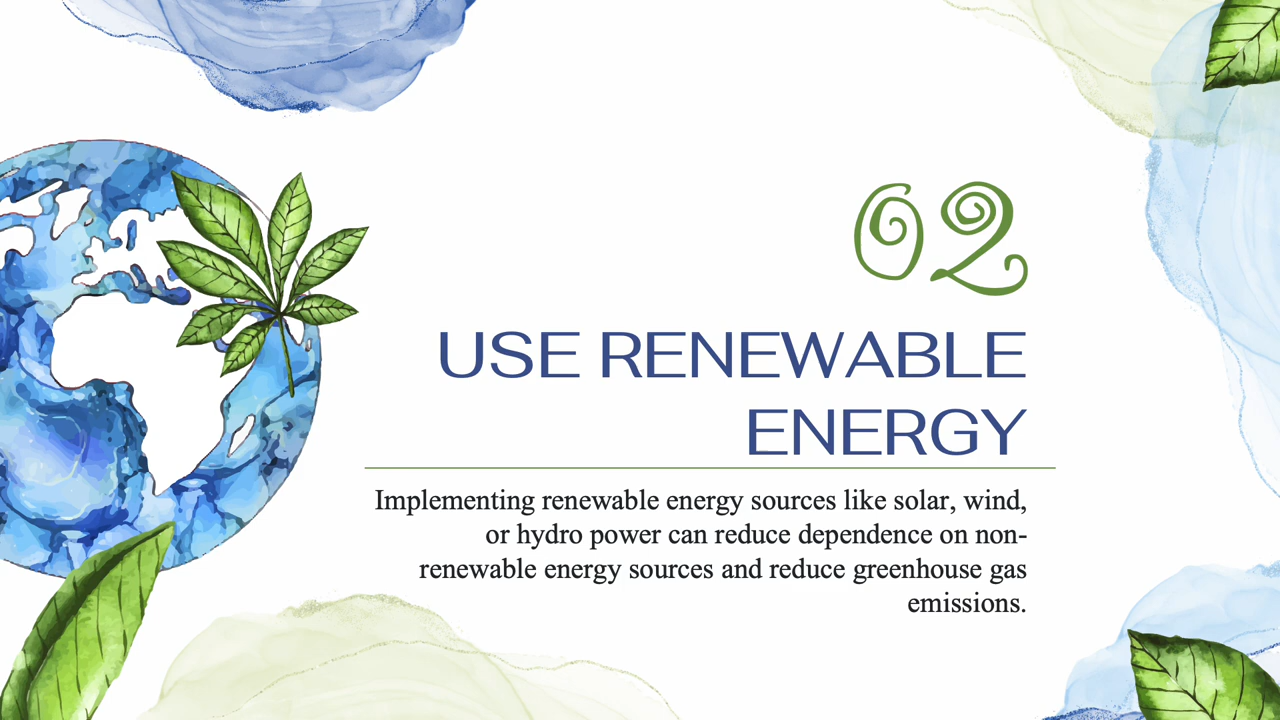 02
USE RENEWABLE
ENERGY
Implementing renewable energy sources like solar, wind,
or hydro power can reduce dependence on non-
renewable energy sources and reduce greenhouse gas
emissions.